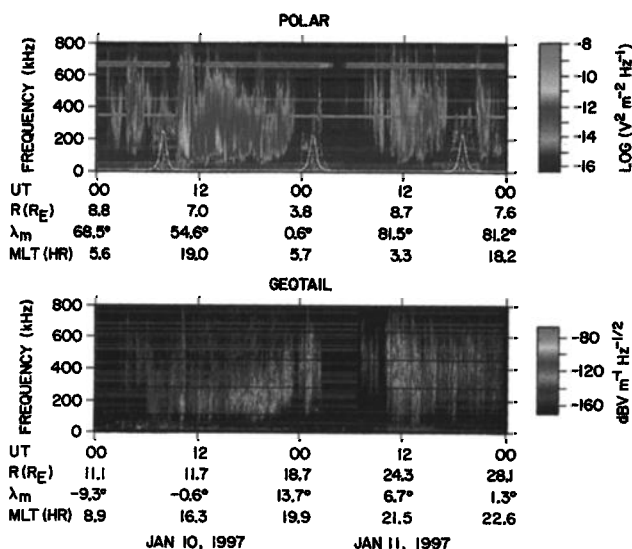 POLAR
800
600
400
200
0
FREQUENCY (kHz)
-8
-10
-12
-14
-16
LOG (V² m⁻² Hz⁻¹)
UT 00 12 00 12 00
R (R_E) 8.8 7.0 3.8 8.7 7.6
λm 68.5° 54.6° 0.6° 81.5° 81.2°
MLT (HR) 5.6 19.0 5.7 3.3 18.2
GEOTAIL
800
600
400
200
0
FREQUENCY (kHz)
-80
-120
-160
dBV m⁻¹ Hz⁻¹/²
UT 00 12 00 12 00
R (R_E) 11.1 11.7 18.7 24.3 28.1
λm -9.3° -0.6° 13.7° 6.7° 1.3°
MLT (HR) 8.9 16.3 19.9 21.5 22.6
JAN 10, 1997 JAN 11, 1997